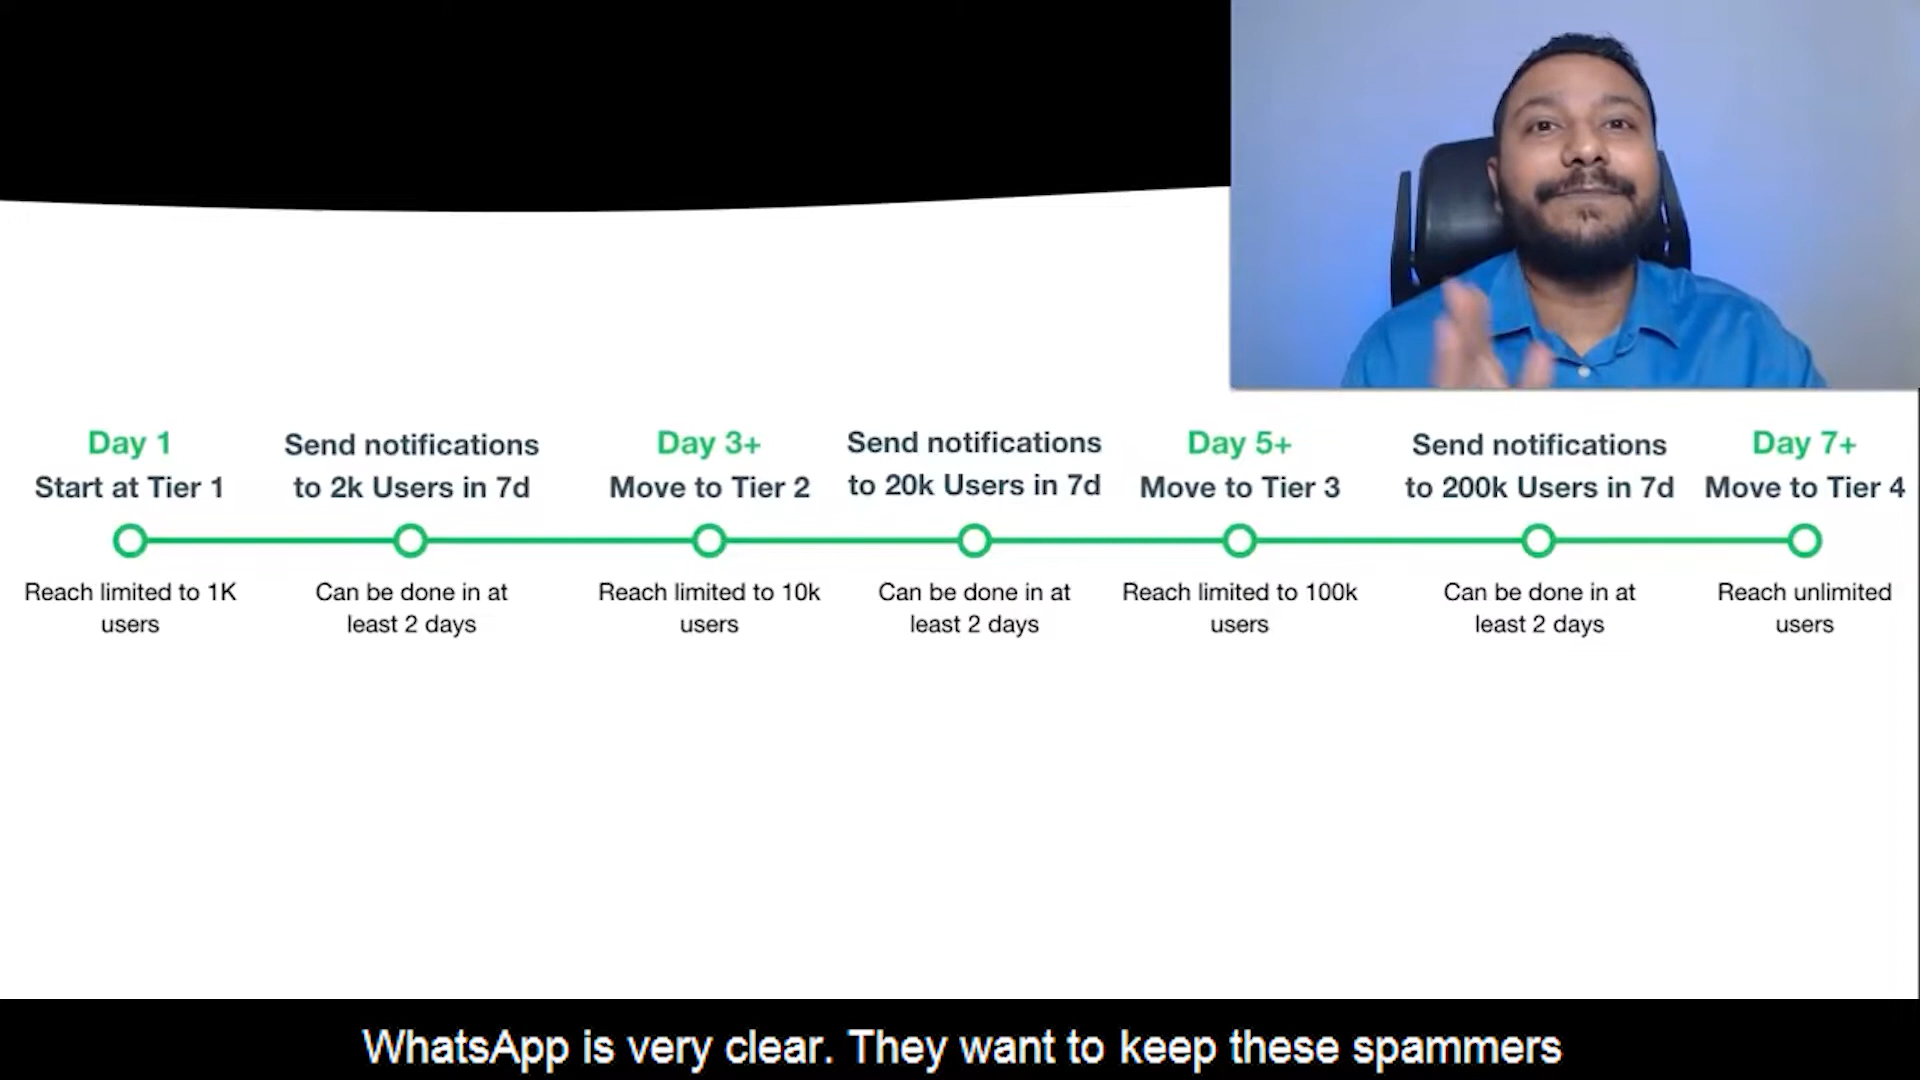 Day 1
Start at Tier 1
Reach limited to 1K
users
Send notifications
to 2k Users in 7d
Can be done in at
least 2 days
Day 3+
Move to Tier 2
Reach limited to 10k
users
Send notifications
to 20k Users in 7d
Can be done in at
least 2 days
Day 5+
Move to Tier 3
Reach limited to 100k
users
Send notifications
to 200k Users in 7d
Can be done in at
least 2 days
Day 7+
Move to Tier 4
Reach unlimited
users
WhatsApp is very clear. They want to keep these spammers